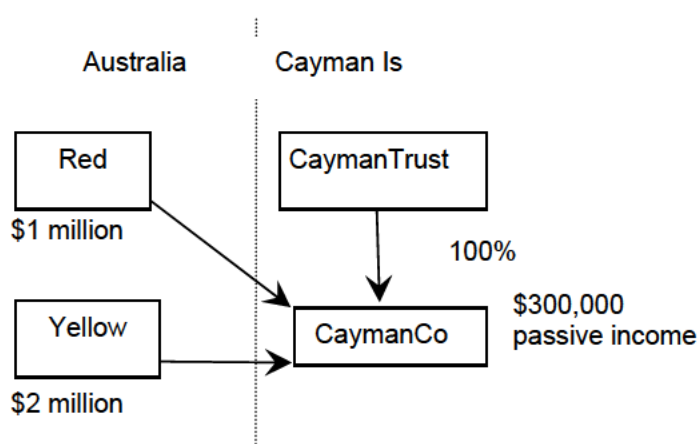 Australia
Cayman Is
Red
CaymanTrust
$1 million
100%
Yellow
CaymanCo
$300,000
passive income
$2 million